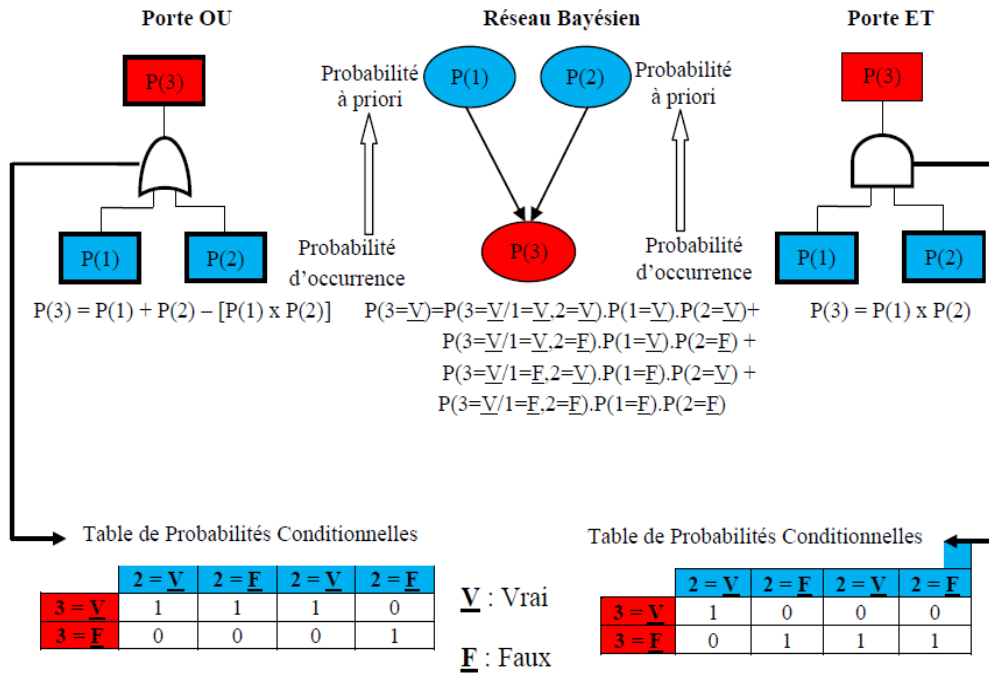 Porte OU
Réseau Bayésien
Porte ET
P(3)
P(1)
P(2)
P(3) = P(1) + P(2) – [P(1) x P(2)]
Probabilité
à priori
Probabilité
d'occurrence
P(1)
P(2)
P(3)
Probabilité
à priori
Probabilité
d'occurrence
P(3=V)=P(3=V/1=V,2=V).P(1=V).P(2=V)+
P(3=V/1=V,2=F).P(1=V).P(2=F) +
P(3=V/1=F,2=V).P(1=F).P(2=V) +
P(3=V/1=F,2=F).P(1=F).P(2=F)
P(3)
P(1)
P(2)
P(3) = P(1) x P(2)
Table de Probabilités Conditionnelles
2 = V 2 = F 2 = V 2 = F
3 = V 1 1 1 0
3 = F 0 0 0 1
V : Vrai
F : Faux
Table de Probabilités Conditionnelles
2 = V 2 = F 2 = V 2 = F
3 = V 1 0 0 0
3 = F 0 1 1 1